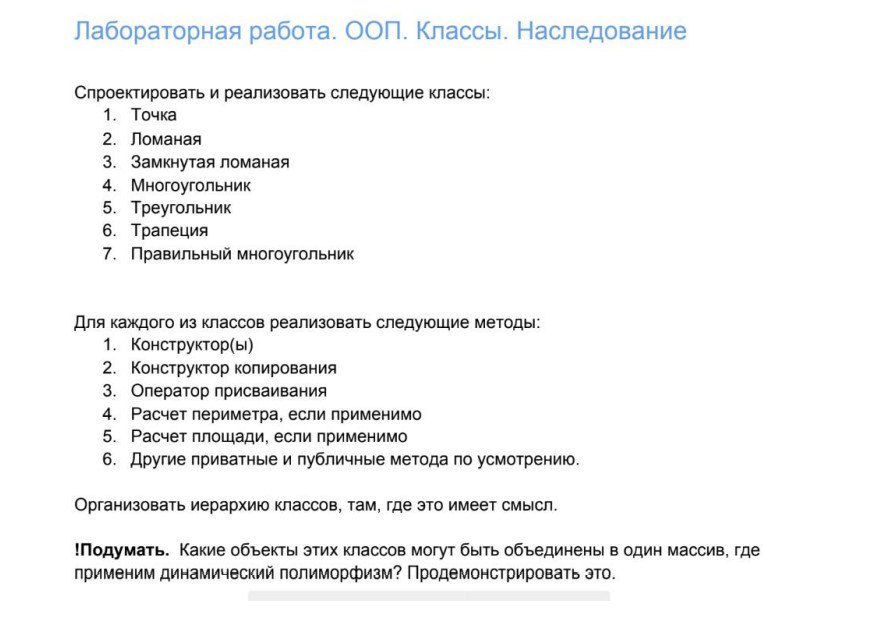 Лабораторная работа. ООП. Классы. Наследование
Спроектировать и реализовать следующие классы:
1. Точка
2. Ломаная
3. Замкнутая ломаная
4. Многоугольник
5. Треугольник
6. Трапеция
7. Правильный многоугольник
Для каждого из классов реализовать следующие методы:
1. Конструктор(ы)
2. Конструктор копирования
3. Оператор присваивания
4. Расчет периметра, если применимо
5. Расчет площади, если применимо
6. Другие приватные и публичные метода по усмотрению.
Организовать иерархию классов, там, где это имеет смысл.
!Подумать. Какие объекты этих классов могут быть объединены в один массив, где
применим динамический полиморфизм? Продемонстрировать это.